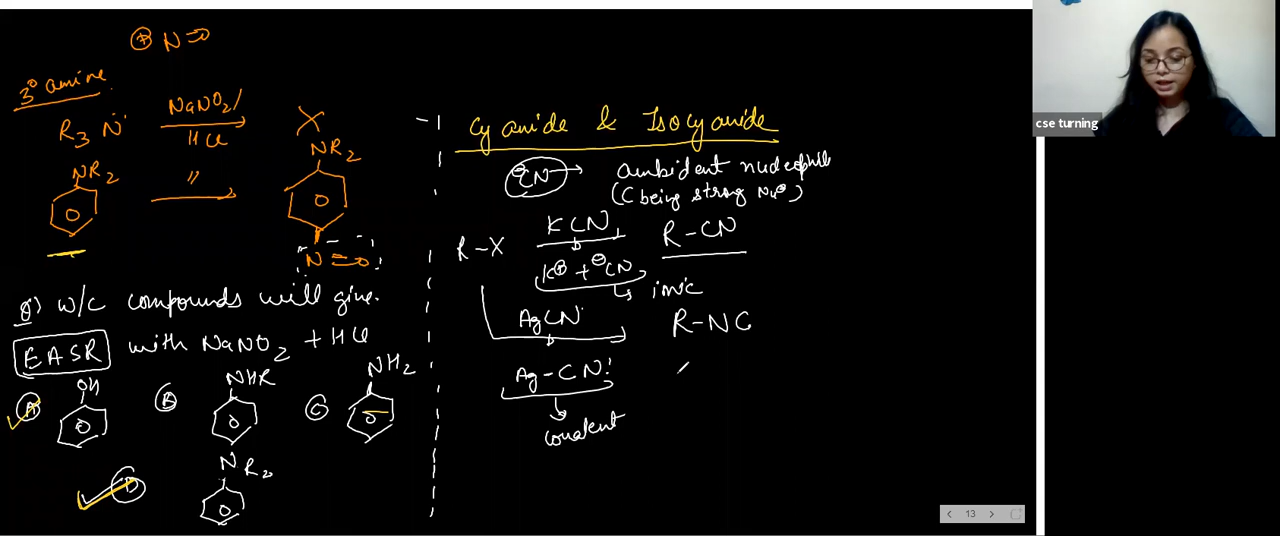 ⊕ N=O
3° amine
R3 N̈ NaNO2/ HCl X
NR2 " NR2
N=O
Q) W/C compounds will give.
EASR with NaNO2 + HCl
A OH B NHR C NH2
D NR2
Cyanide & Isocyanide
⊖CN → ambident nucleophile
(C being strong Nu⊖)
R-X KCN R-CN
K⊕ + ⊖CN
↳ ionic
AgCN: R-NC
Ag-CN:
covalent
cse turning
13